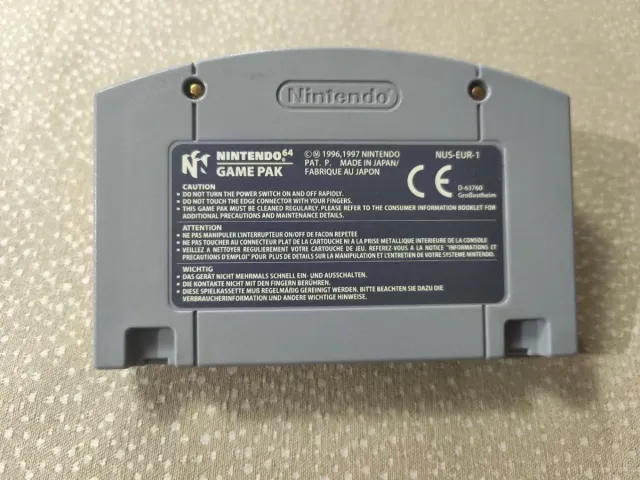 Nintendo
NINTENDO 64
GAME PAK
©Ⓜ 1996,1997 NINTENDO
PAT. P. MADE IN JAPAN/
FABRIQUE AU JAPON
NUS-EUR-1
CE
D-63760
Großostheim
CAUTION
• DO NOT TURN THE POWER SWITCH ON AND OFF RAPIDLY.
• DO NOT TOUCH THE EDGE CONNECTOR WITH YOUR FINGERS.
• THIS GAME PAK MUST BE CLEANED REGULARLY. PLEASE REFER TO THE CONSUMER INFORMATION BOOKLET FOR
ADDITIONAL PRECAUTIONS AND MAINTENANCE DETAILS.
ATTENTION
• NE PAS MANIPULER L'INTERRUPTEUR ON/OFF DE FACON REPETEE
• NE PAS TOUCHER AU CONNECTEUR PLAT DE LA CARTOUCHE NI A LA PRISE METALLIQUE INTERIEURE DE LA CONSOLE
• VEUILLEZ A NETTOYER REGULIEREMENT VOTRE CARTOUCHE DE JEU. REFEREZ-VOUS A LA NOTICE "INFORMATIONS ET
PRECAUTIONS D'EMPLOI" POUR PLUS DE DETAILS SUR LA MANIPULATION ET L'ENTRETIEN DE VOTRE SYSTEME NINTENDO.
WICHTIG
• DAS GERÄT NICHT MEHRMALS SCHNELL EIN- UND AUSSCHALTEN.
• DIE KONTAKTE NICHT MIT DEN FINGERN BERÜHREN.
• DIESE SPIELKASSETTE MUß REGELMÄßIG GEREINIGT WERDEN. BITTE BEACHTEN SIE DAZU DIE
VERBRAUCHERINFORMATION UND ANDERE WICHTIGE HINWEISE.